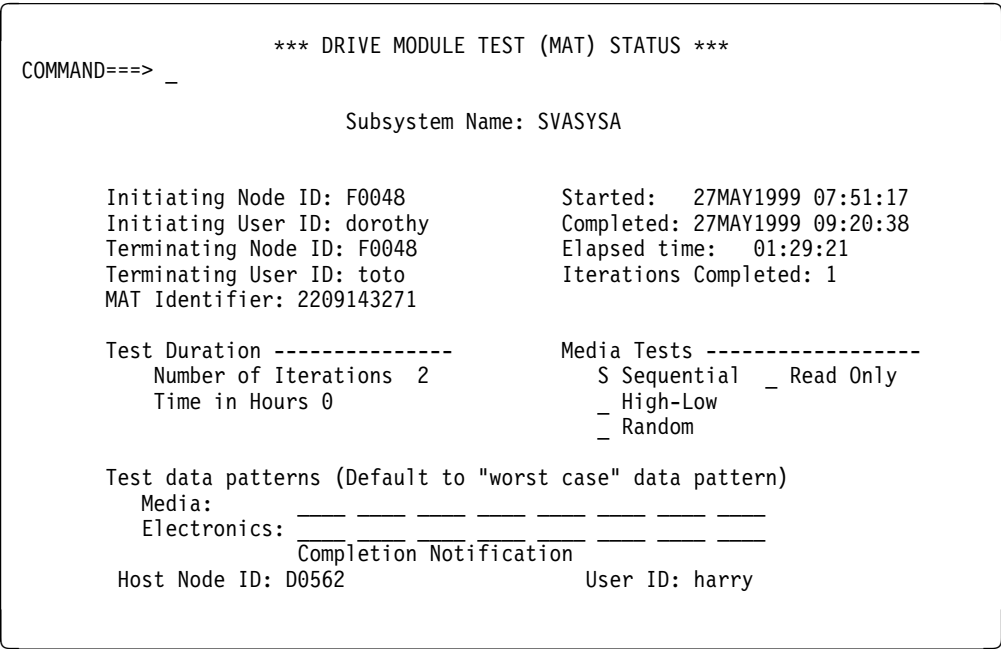 *** DRIVE MODULE TEST (MAT) STATUS ***
COMMAND===> _
Subsystem Name: SVASYSA
Initiating Node ID: F0048 Started: 27MAY1999 07:51:17
Initiating User ID: dorothy Completed: 27MAY1999 09:20:38
Terminating Node ID: F0048 Elapsed time: 01:29:21
Terminating User ID: toto Iterations Completed: 1
MAT Identifier: 2209143271
Test Duration --------------- Media Tests ------------------
Number of Iterations 2 S Sequential _ Read Only
Time in Hours 0 _ High-Low
_ Random
Test data patterns (Default to "worst case" data pattern)
Media: ____ ____ ____ ____ ____ ____ ____ ____
Electronics: ____ ____ ____ ____ ____ ____ ____ ____
Completion Notification
Host Node ID: D0562 User ID: harry